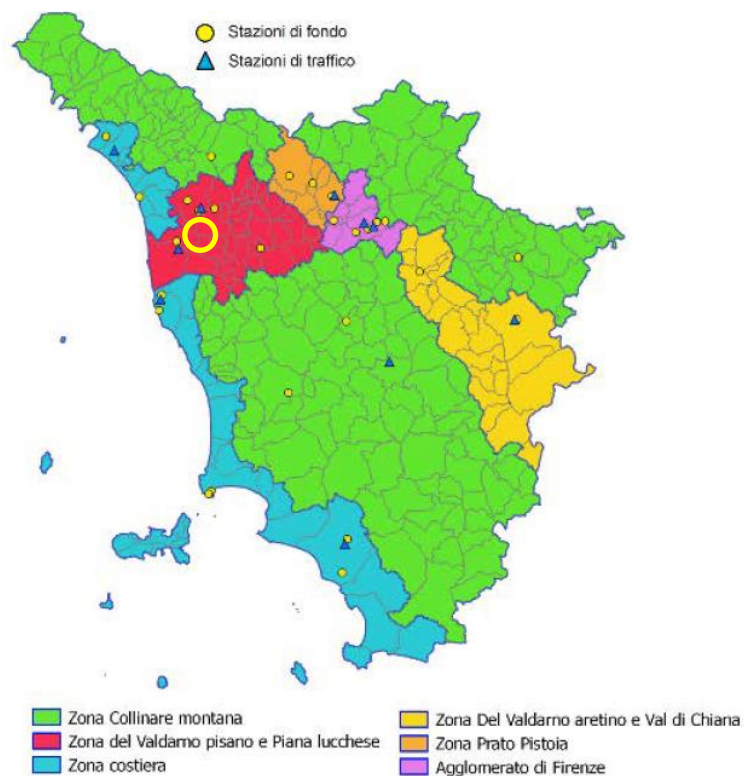 Stazioni di fondo
Stazioni di traffico
Zona Collinare montana
Zona del Valdarno pisano e Piana lucchese
Zona costiera
Zona Del Valdarno aretino e Val di Chiana
Zona Prato Pistoia
Agglomerato di Firenze